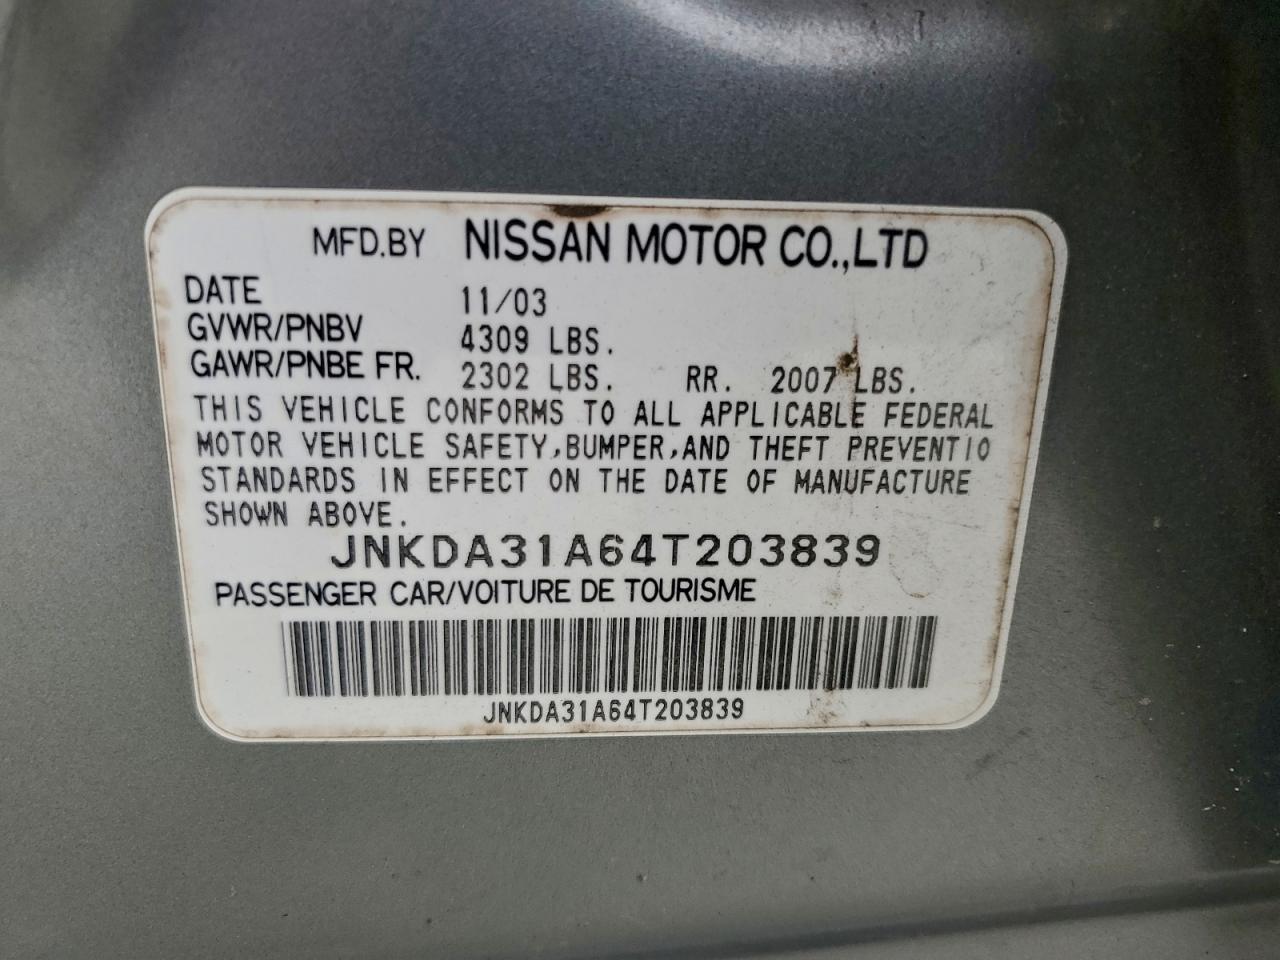 MFD.BY NISSAN MOTOR CO.,LTD
DATE 11/03
GVWR/PNBV 4309 LBS.
GAWR/PNBE FR. 2302 LBS. RR. 2007 LBS.
THIS VEHICLE CONFORMS TO ALL APPLICABLE FEDERAL
MOTOR VEHICLE SAFETY,BUMPER,AND THEFT PREVENTIO
STANDARDS IN EFFECT ON THE DATE OF MANUFACTURE
SHOWN ABOVE.
JNKDA31A64T203839
PASSENGER CAR/VOITURE DE TOURISME
JNKDA31A64T203839